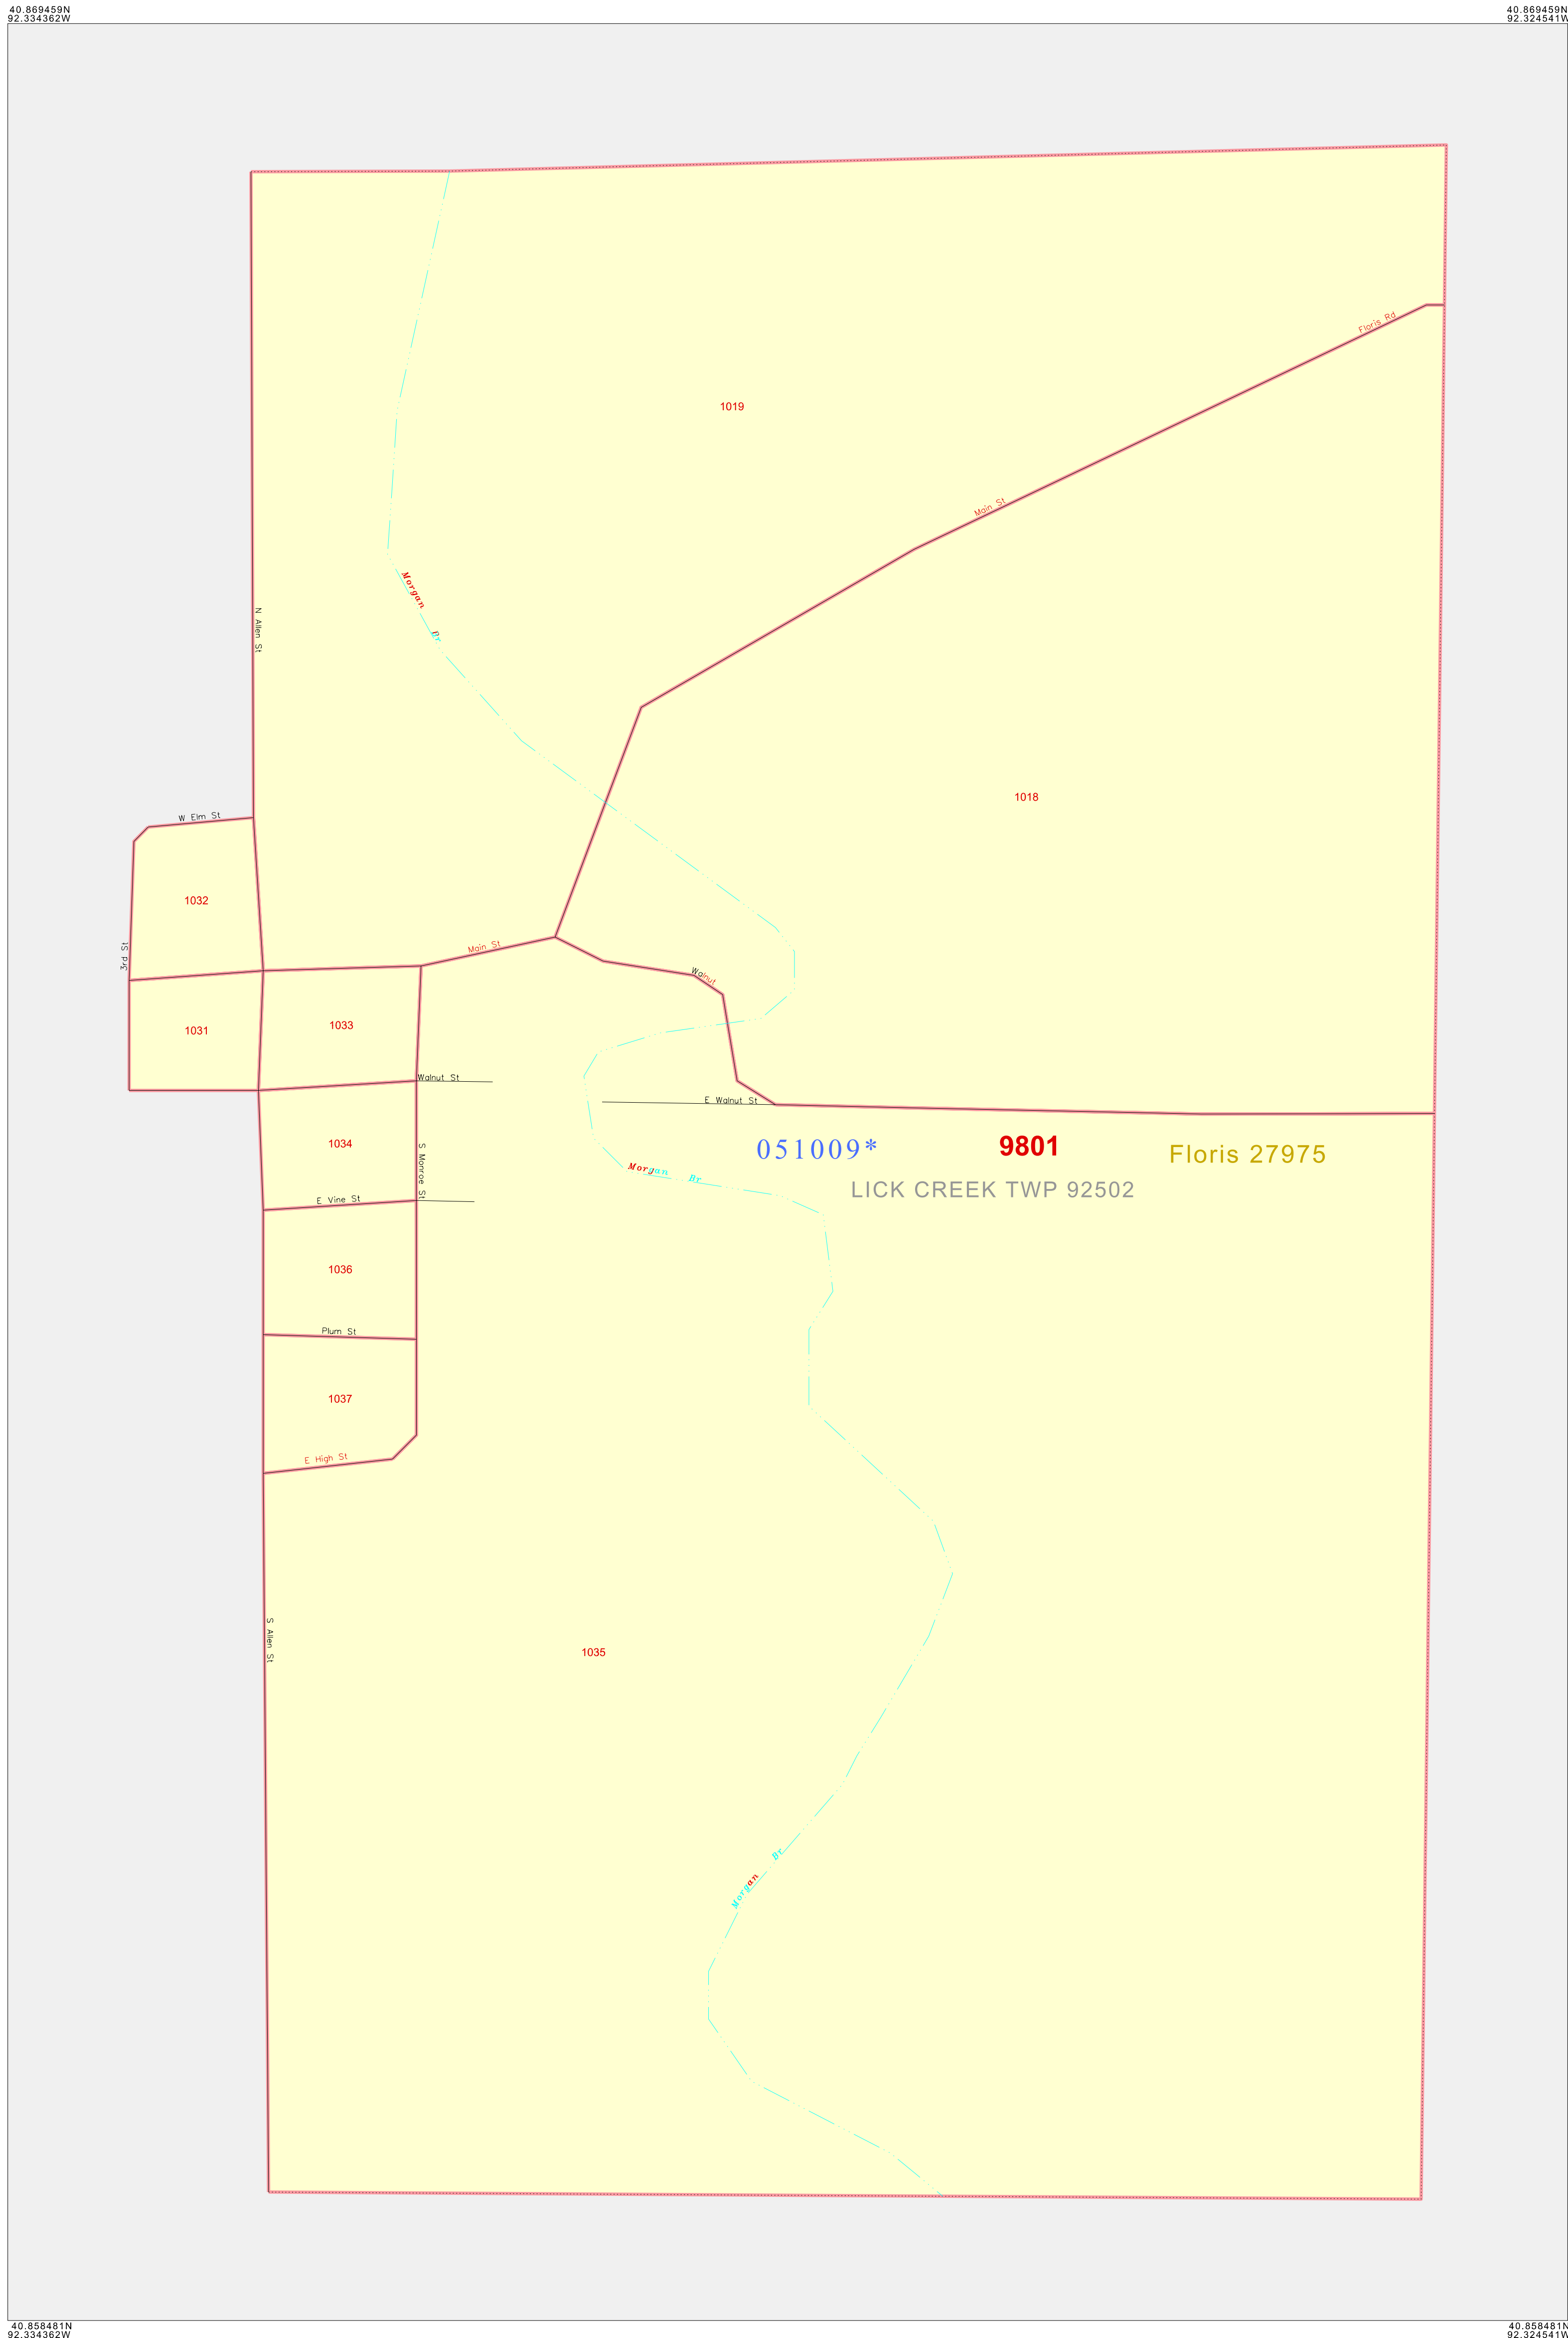 40.869459N
92.334362W
40.869459N
92.324541W
Floris Rd
1019
Main St
Morgan Br
N Allen St
1018
W Elm St
1032
3rd St
Main St
Walnut
1031
1033
Walnut St
E Walnut St
1034
S Monroe St
051009*
9801
Floris 27975
Morgan Br
LICK CREEK TWP 92502
E Vine St
1036
Plum St
1037
E High St
S Allen St
1035
Morgan Br
40.858481N
92.334362W
40.858481N
92.324541W